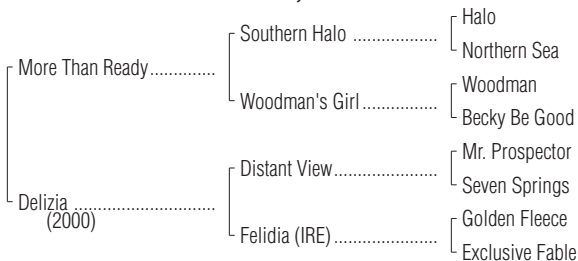 Halo
Southern Halo ..................
Northern Sea
More Than Ready..............
Woodman
Woodman's Girl................
Becky Be Good
Mr. Prospector
Distant View......................
Seven Springs
Delizia ..............................
(2000)
Golden Fleece
Felidia (IRE)......................
Exclusive Fable